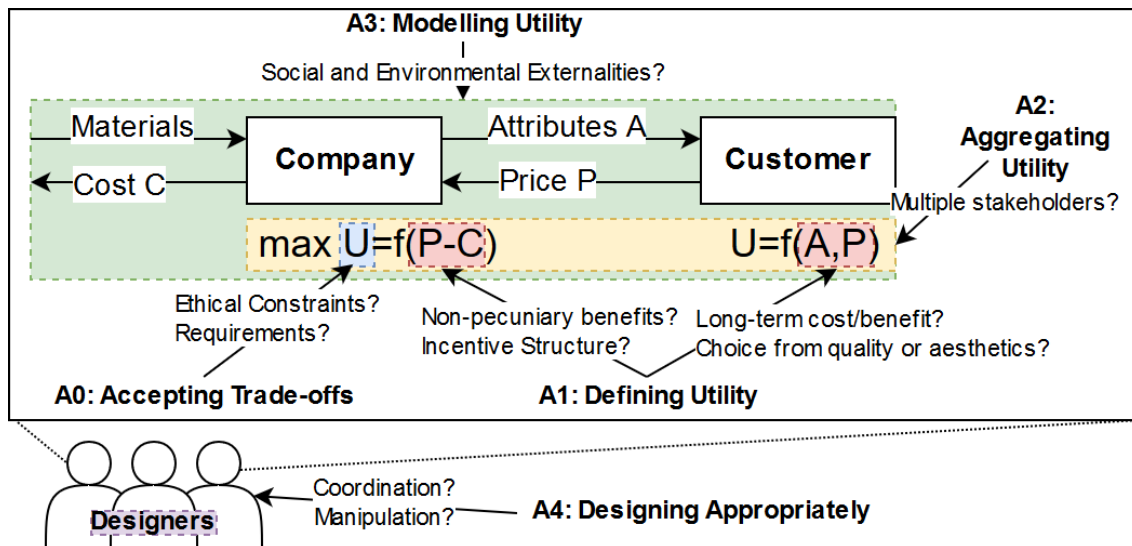 A3: Modelling Utility
Social and Environmental Externalities?
Materials
Company
Attributes A
Customer
Cost C
Price P
A2:
Aggregating
Utility
Multiple stakeholders?
max U=f(P-C)
U=f(A,P)
Ethical Constraints?
Requirements?
Non-pecuniary benefits?
Incentive Structure?
Long-term cost/benefit?
Choice from quality or aesthetics?
A0: Accepting Trade-offs
A1: Defining Utility
Coordination?
Manipulation?
A4: Designing Appropriately
Designers